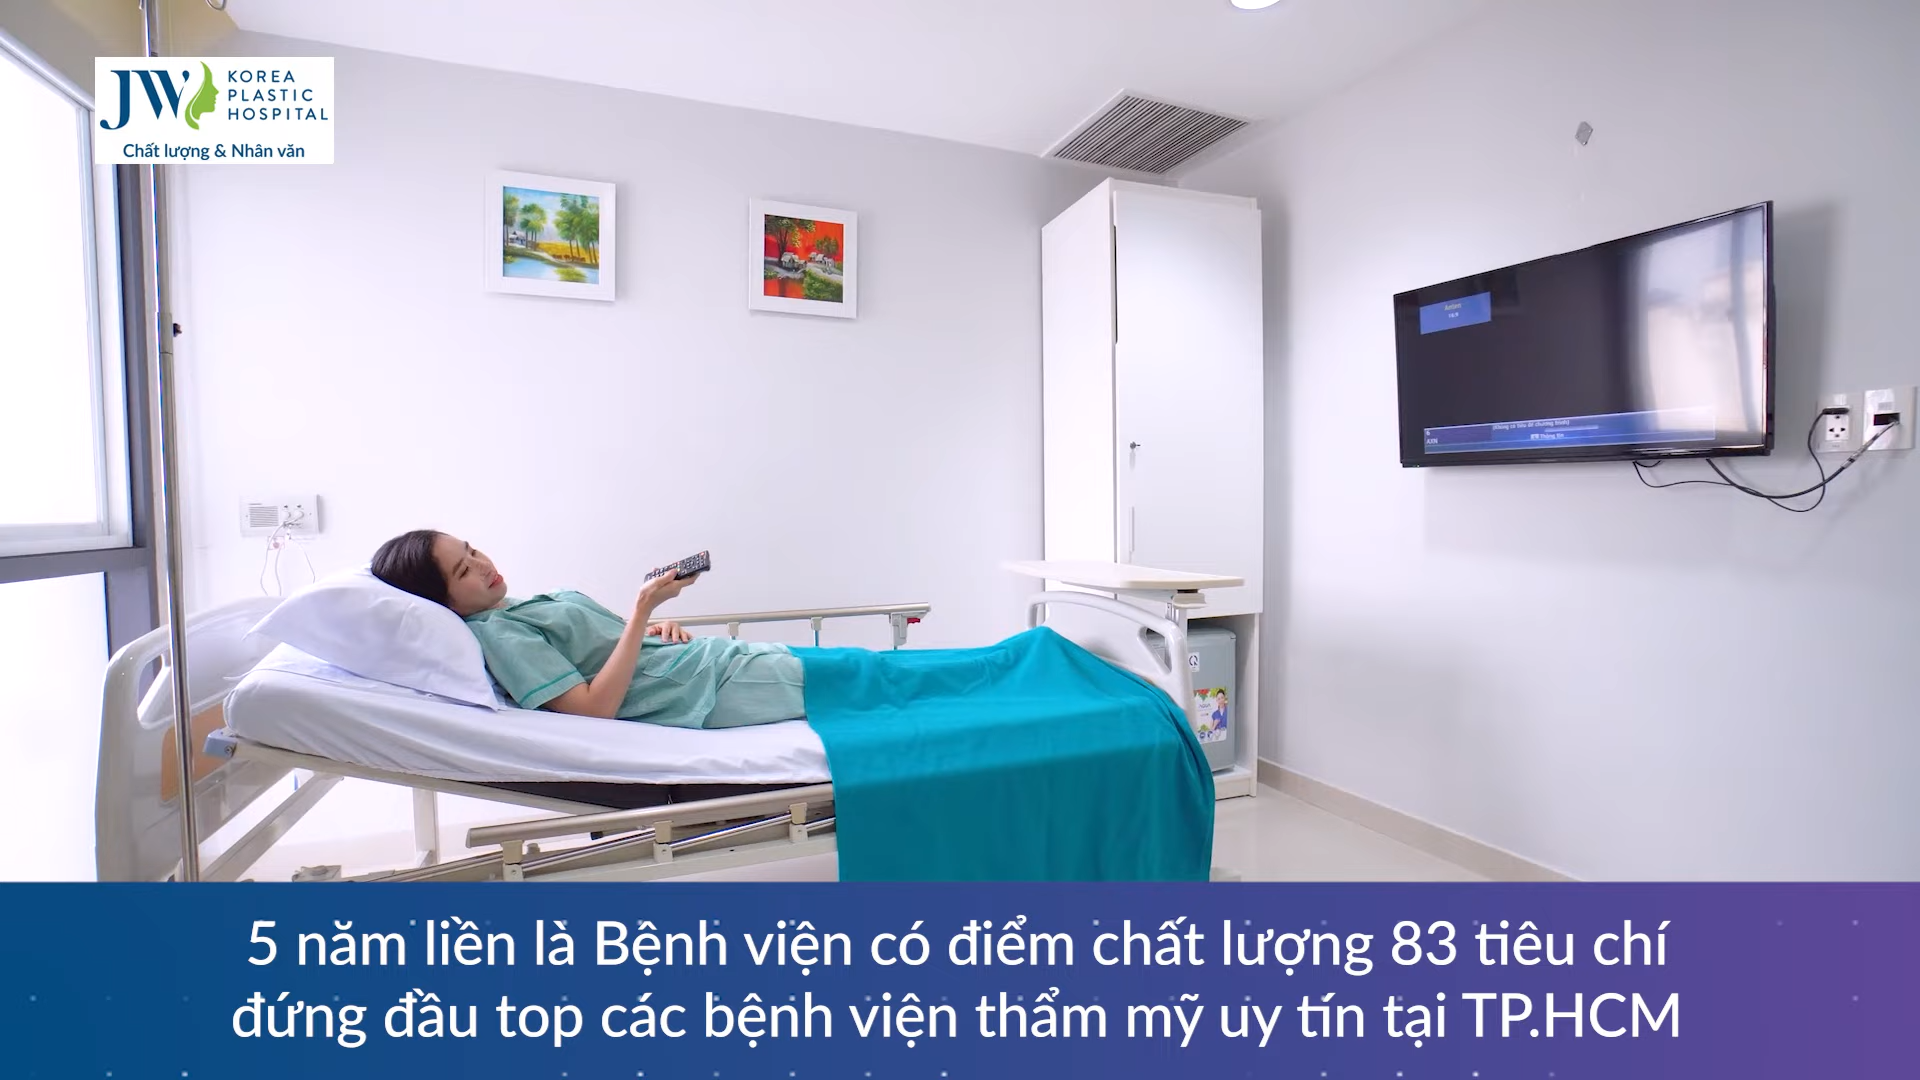 JW
KOREA
PLASTIC
HOSPITAL
Chất lượng & Nhân văn
5 năm liền là Bệnh viện có điểm chất lượng 83 tiêu chí
đứng đầu top các bệnh viện thẩm mỹ uy tín tại TP.HCM